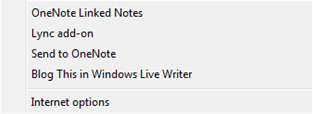 OneNote Linked Notes
Lync add-on
Send to OneNote
Blog This in Windows Live Writer
Internet options